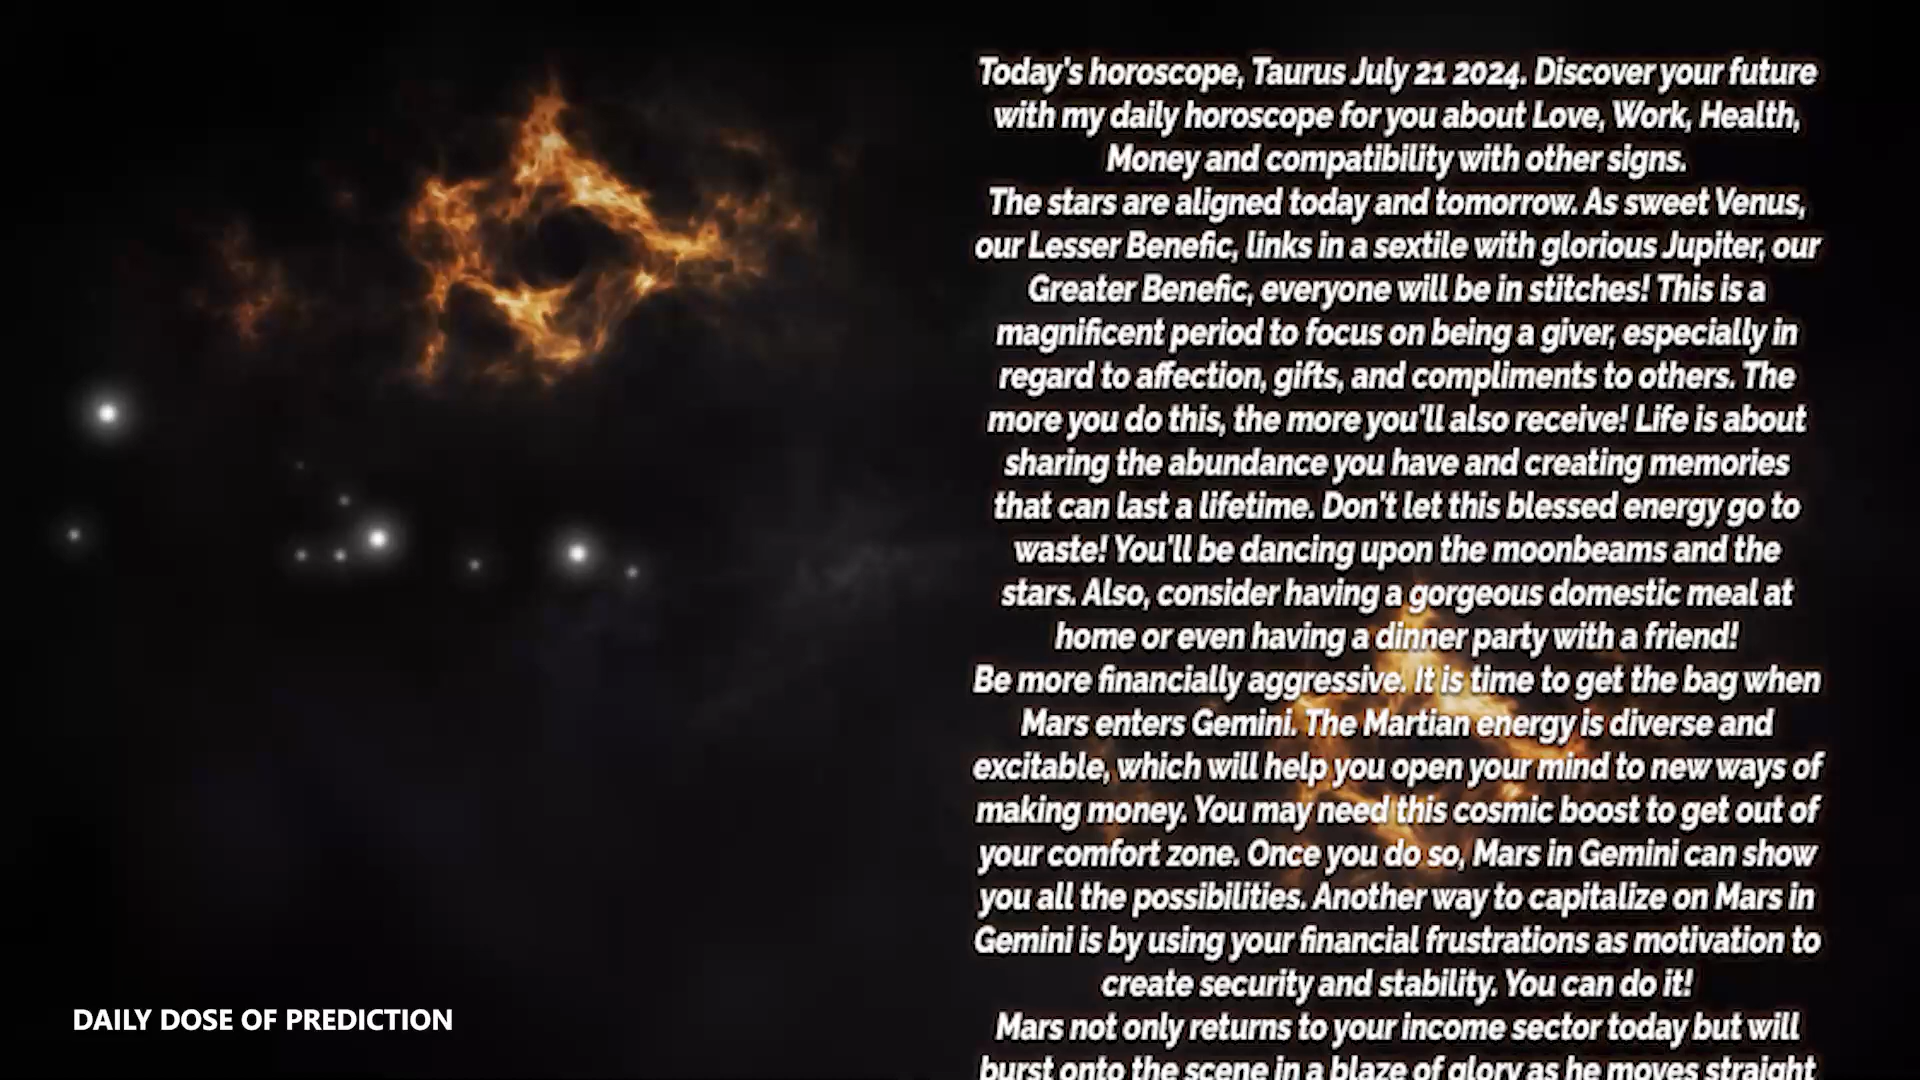 Today's horoscope, Taurus July 21 2024. Discover your future
with my daily horoscope for you about Love, Work, Health,
Money and compatibility with other signs.
The stars are aligned today and tomorrow. As sweet Venus,
our Lesser Benefic, links in a sextile with glorious Jupiter, our
Greater Benefic, everyone will be in stitches! This is a
magnificent period to focus on being a giver, especially in
regard to affection, gifts, and compliments to others. The
more you do this, the more you'll also receive! Life is about
sharing the abundance you have and creating memories
that can last a lifetime. Don't let this blessed energy go to
waste! You'll be dancing upon the moonbeams and the
stars. Also, consider having a gorgeous domestic meal at
home or even having a dinner party with a friend!
Be more financially aggressive. It is time to get the bag when
Mars enters Gemini. The Martian energy is diverse and
excitable, which will help you open your mind to new ways of
making money. You may need this cosmic boost to get out of
your comfort zone. Once you do so, Mars in Gemini can show
you all the possibilities. Another way to capitalize on Mars in
Gemini is by using your financial frustrations as motivation to
create security and stability. You can do it!
Mars not only returns to your income sector today but will
burst onto the scene in a blaze of glory as he moves straight
DAILY DOSE OF PREDICTION